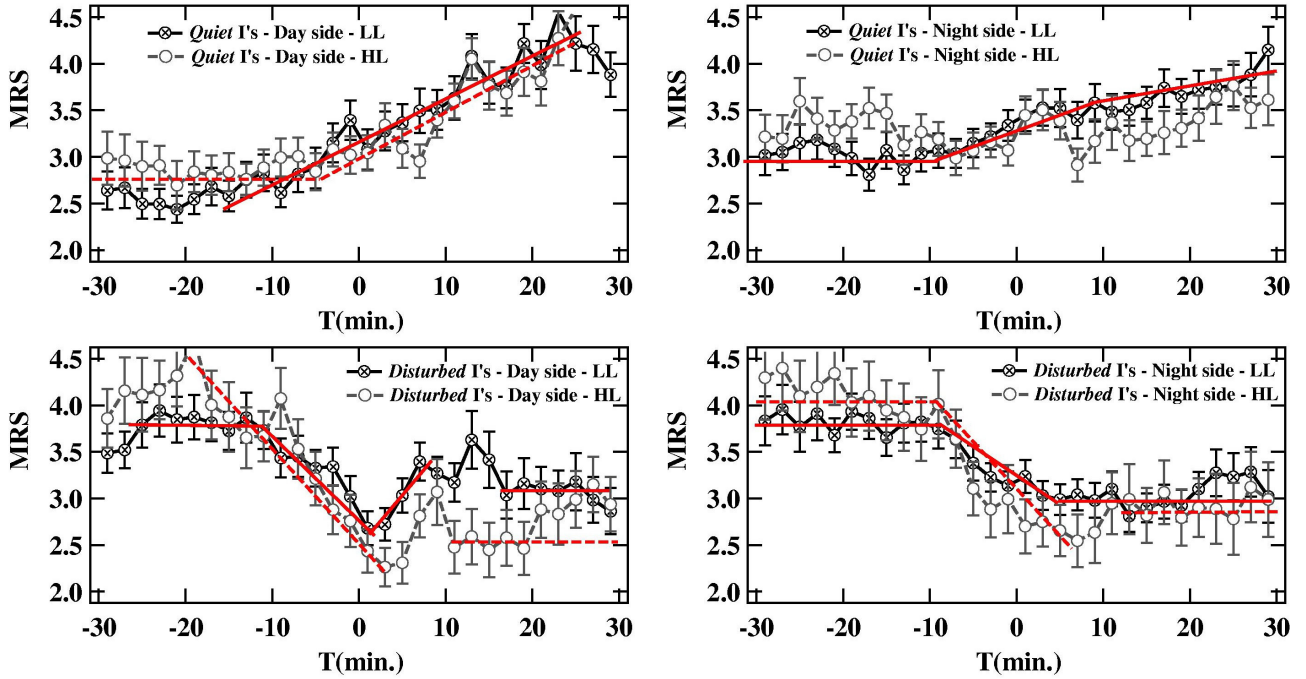 Quiet I's - Day side - LL
Quiet I's - Day side - HL
MRS
4.5
4.0
3.5
3.0
2.5
2.0
-30 -20 -10 0 10 20 30
T(min.)
Quiet I's - Night side - LL
Quiet I's - Night side - HL
MRS
4.5
4.0
3.5
3.0
2.5
2.0
-30 -20 -10 0 10 20 30
T(min.)
Disturbed I's - Day side - LL
Disturbed I's - Day side - HL
MRS
4.5
4.0
3.5
3.0
2.5
2.0
-30 -20 -10 0 10 20 30
T(min.)
Disturbed I's - Night side - LL
Disturbed I's - Night side - HL
MRS
4.5
4.0
3.5
3.0
2.5
2.0
-30 -20 -10 0 10 20 30
T(min.)